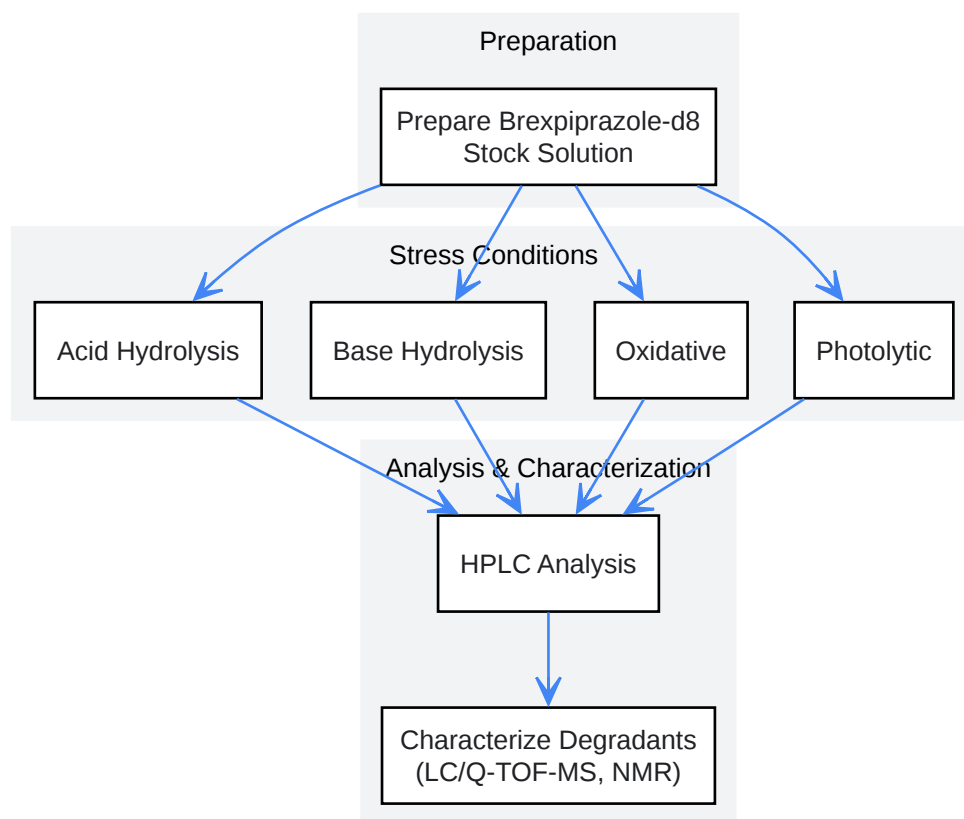 Preparation
Prepare Brexpiprazole-d8
Stock Solution
Stress Conditions
Acid Hydrolysis
Base Hydrolysis
Oxidative
Photolytic
Analysis & Characterization
HPLC Analysis
Characterize Degradants
(LC/Q-TOF-MS, NMR)